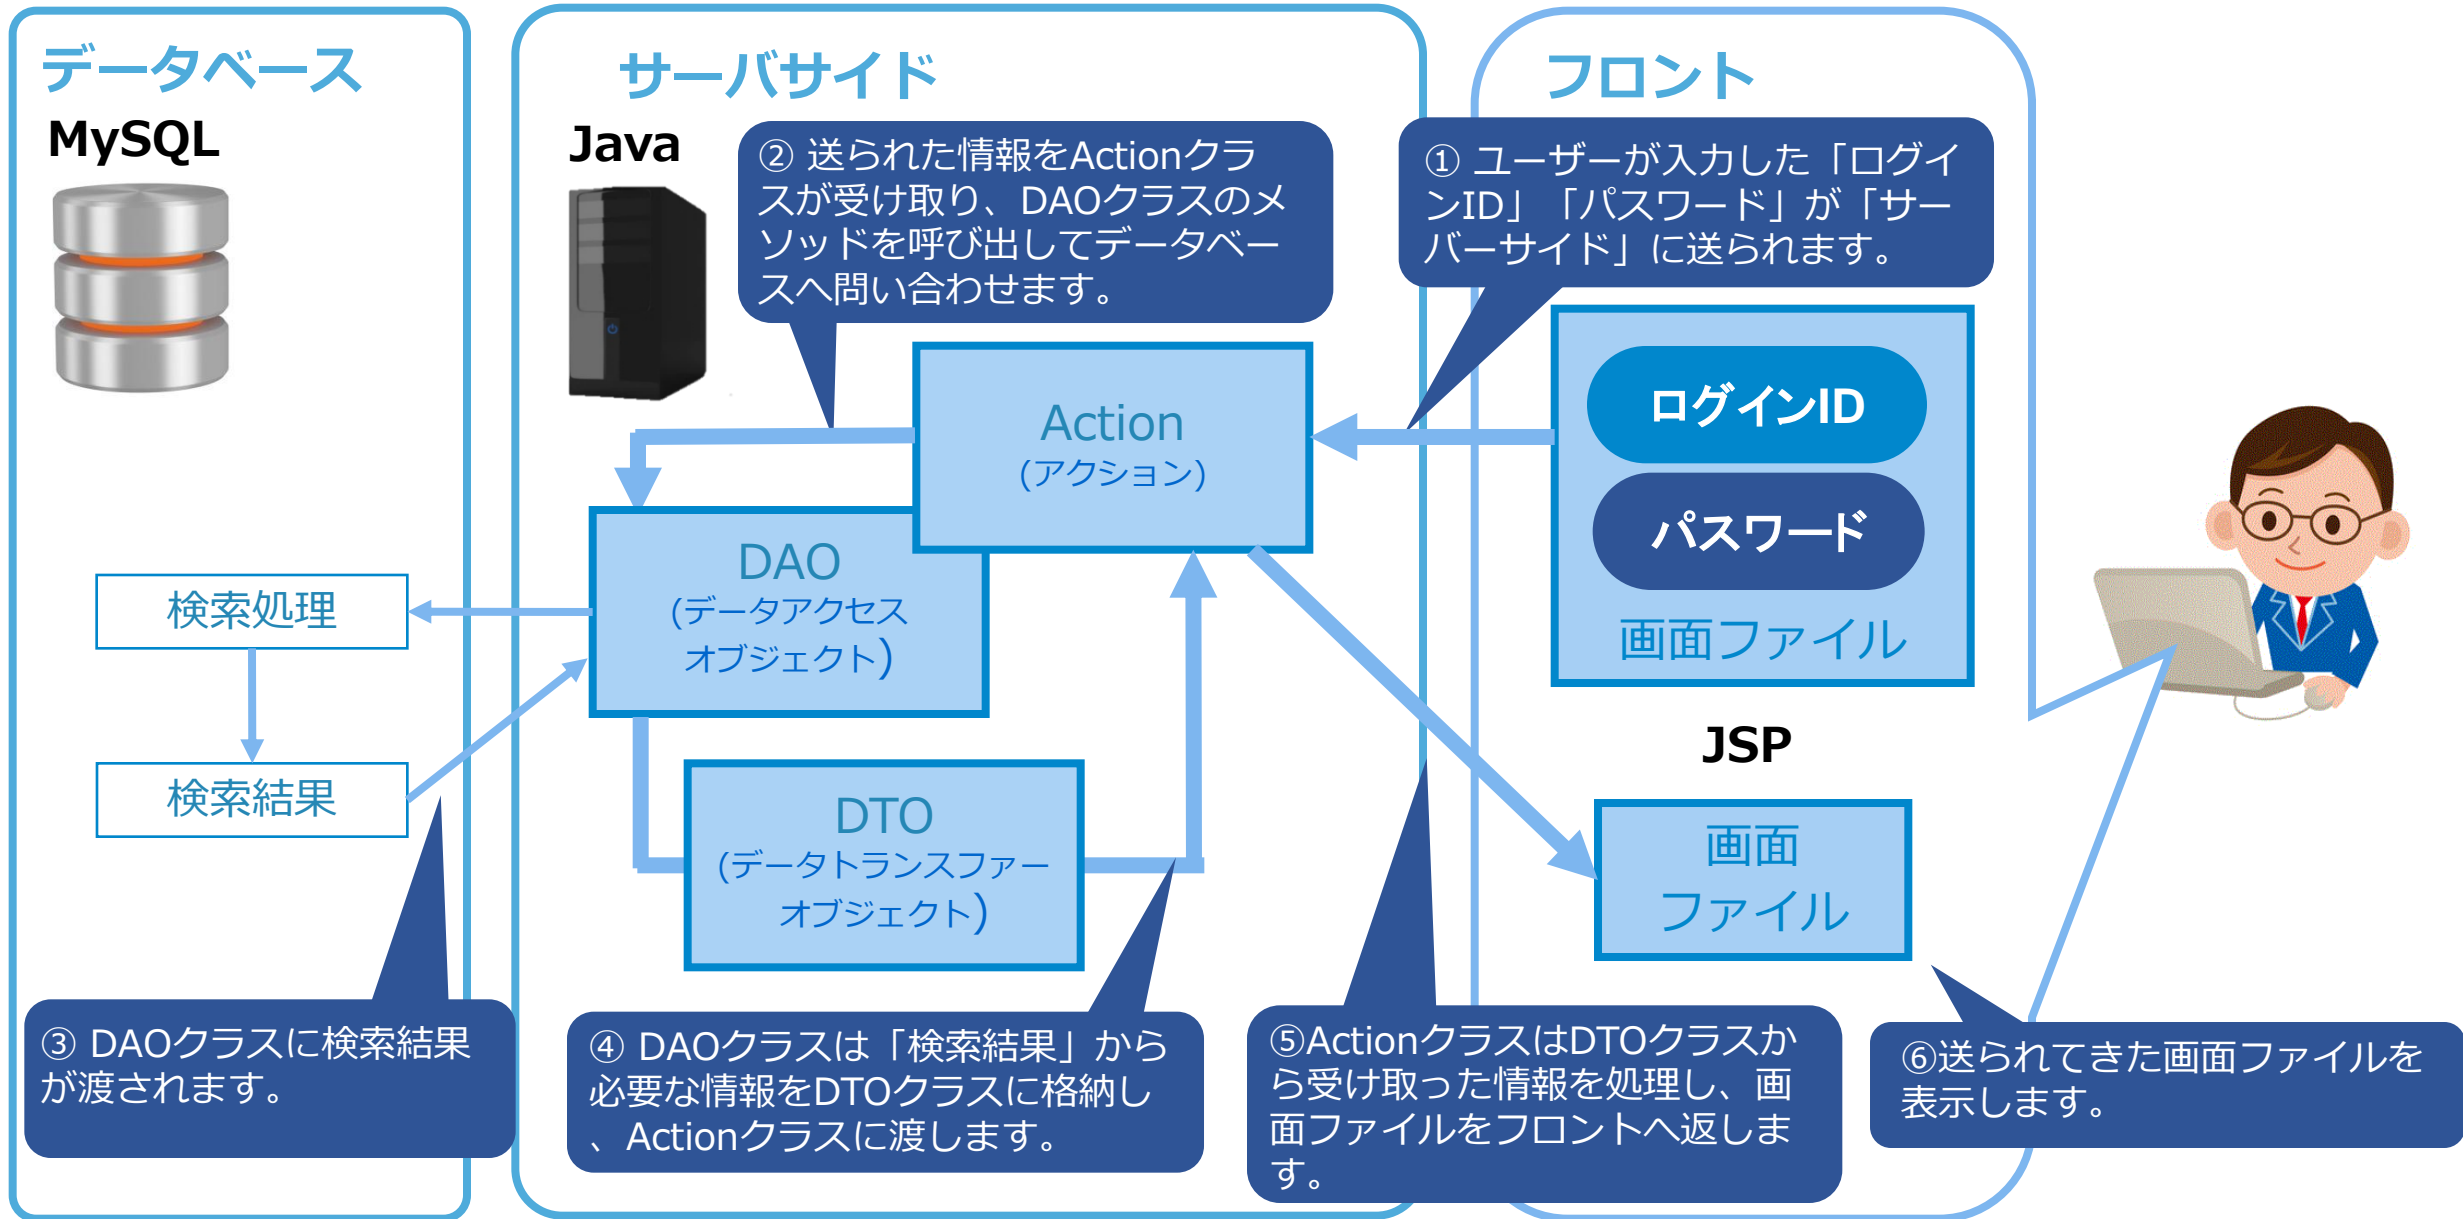 データベース
MySQL
サーバサイド
Java
フロント
① ユーザーが入力した「ログイ
ンID」「パスワード」が「サー
バーサイド」に送られます。
② 送られた情報をActionクラ
スが受け取り、DAOクラスのメ
ソッドを呼び出してデータベー
スへ問い合わせます。
ログインID
パスワード
画面ファイル
JSP
Action
(アクション)
DAO
(データアクセス
オブジェクト)
検索処理
検索結果
DTO
(データトランスファー
オブジェクト)
画面
ファイル
③ DAOクラスに検索結果
が渡されます。
④ DAOクラスは「検索結果」から
必要な情報をDTOクラスに格納し
、Actionクラスに渡します。
⑤ActionクラスはDTOクラスか
ら受け取った情報を処理し、画
面ファイルをフロントへ返しま
す。
⑥送られてきた画面ファイルを
表示します。